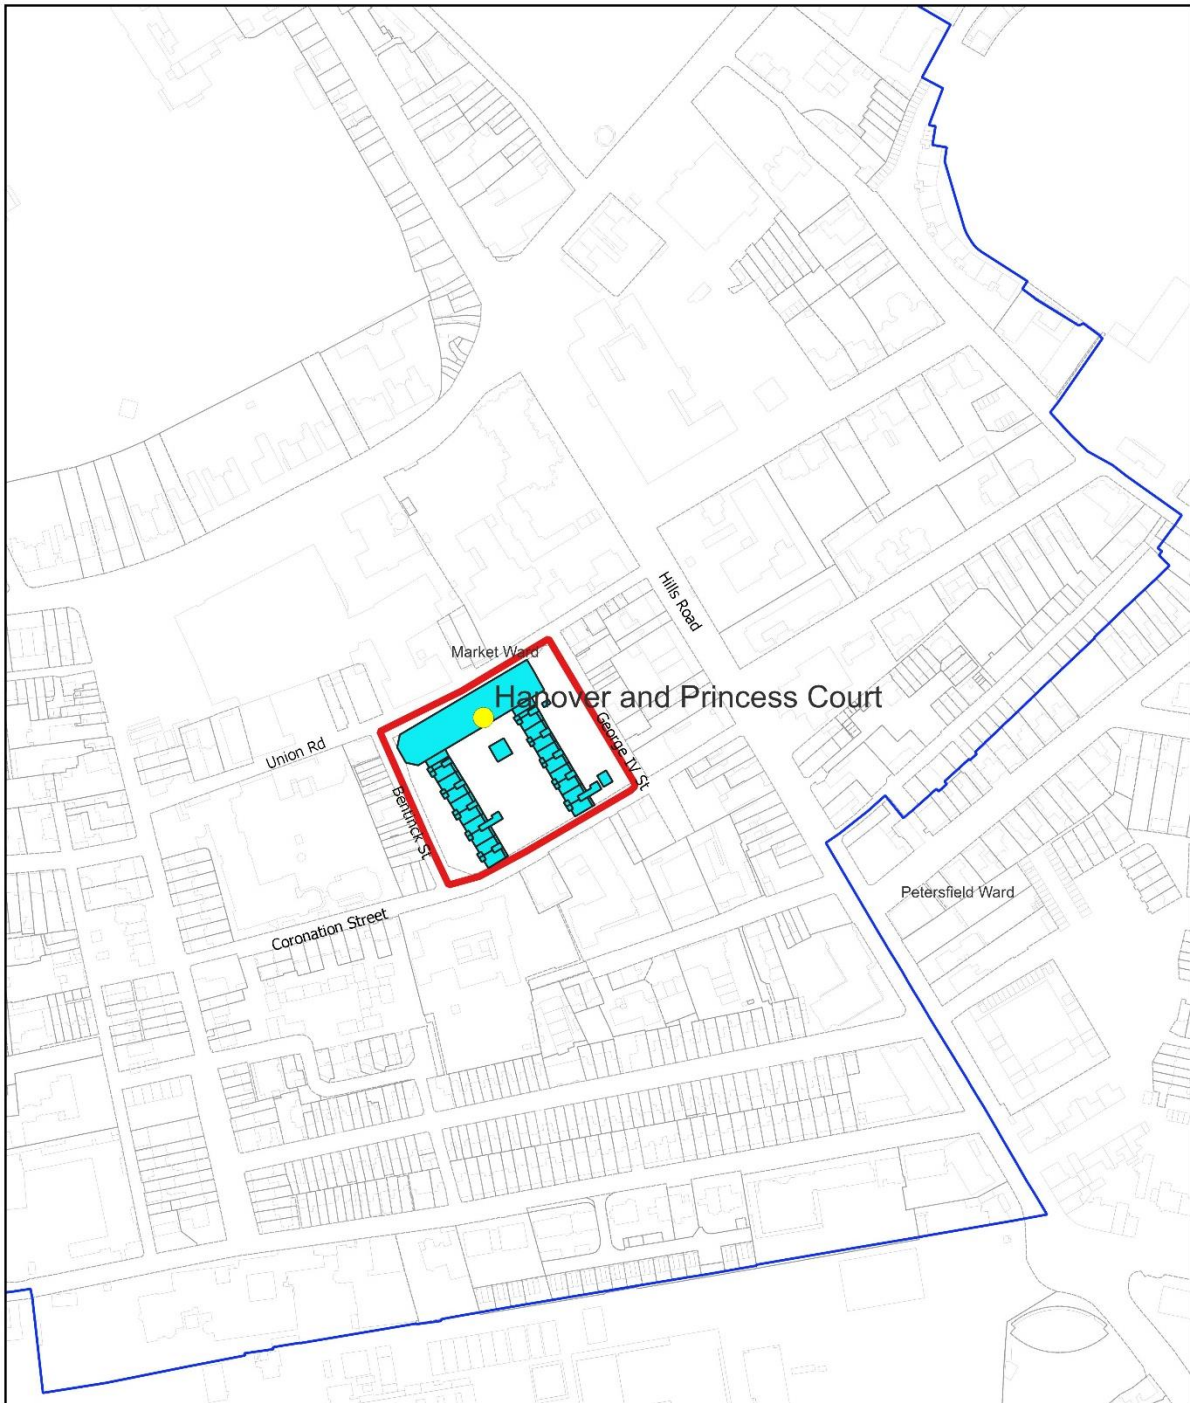 Hills Road
Market Ward
Hanover and Princess Court
George IV St
Union Rd
Bentinck St
Petersfield Ward
Coronation Street